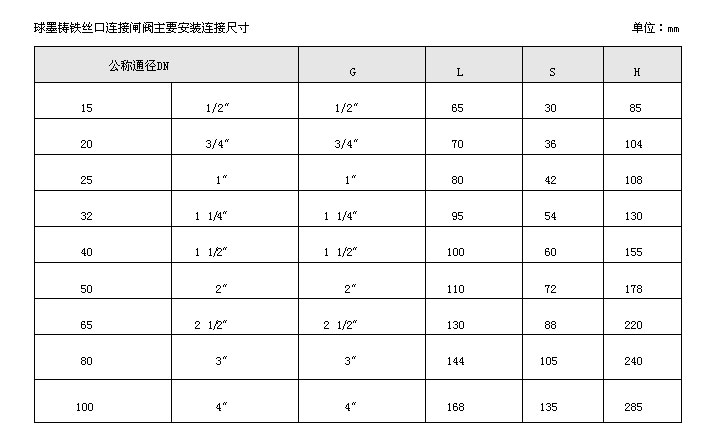 球墨铸铁丝口连接闸阀主要安装连接尺寸 单位：mm
公称通径DN G L S H
15 1/2″ 1/2″ 65 30 85
20 3/4″ 3/4″ 70 36 104
25 1″ 1″ 80 42 108
32 1 1/4″ 1 1/4″ 95 54 130
40 1 1/2″ 1 1/2″ 100 60 155
50 2″ 2″ 110 72 178
65 2 1/2″ 2 1/2″ 130 88 220
80 3″ 3″ 144 105 240
100 4″ 4″ 168 135 285